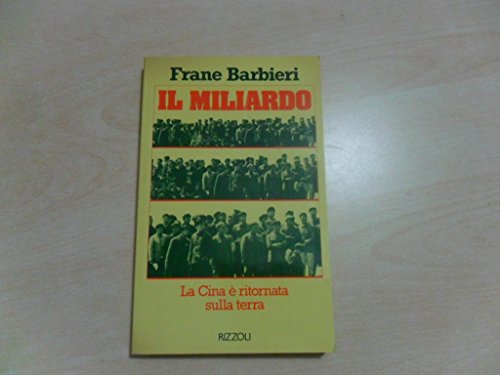 Frane Barbieri
IL MILIARDO
La Cina è ritornata
sulla terra
RIZZOLI